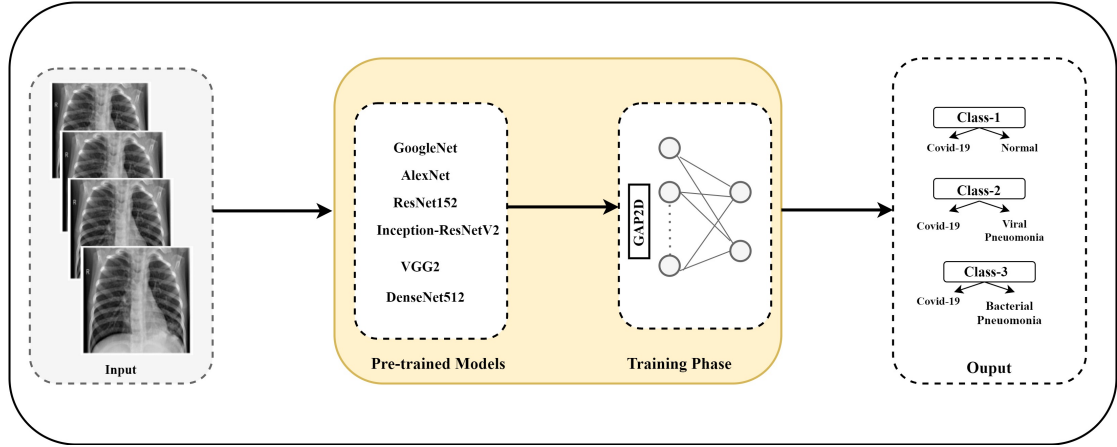 Input
GoogleNet
AlexNet
ResNet152
Inception-ResNetV2
VGG2
DenseNet512
Pre-trained Models
GAP2D
Training Phase
Class-1
Covid-19
Normal
Class-2
Covid-19
Viral
Pneuomonia
Class-3
Covid-19
Bacterial
Pneumonia
Ouput